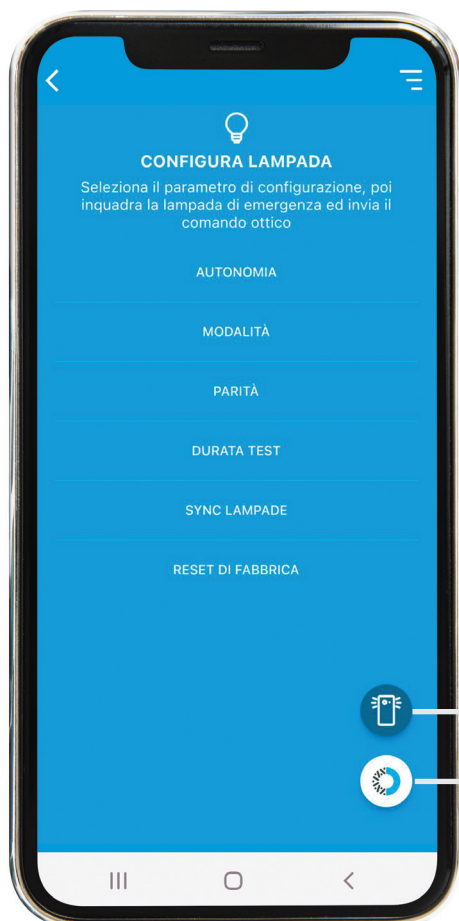 CONFIGURA LAMPADA
Seleziona il parametro di configurazione, poi
inquadra la lampada di emergenza ed invia il
comando ottico
AUTONOMIA
MODALITÀ
PARITÀ
DURATA TEST
SYNC LAMPADE
RESET DI FABBRICA